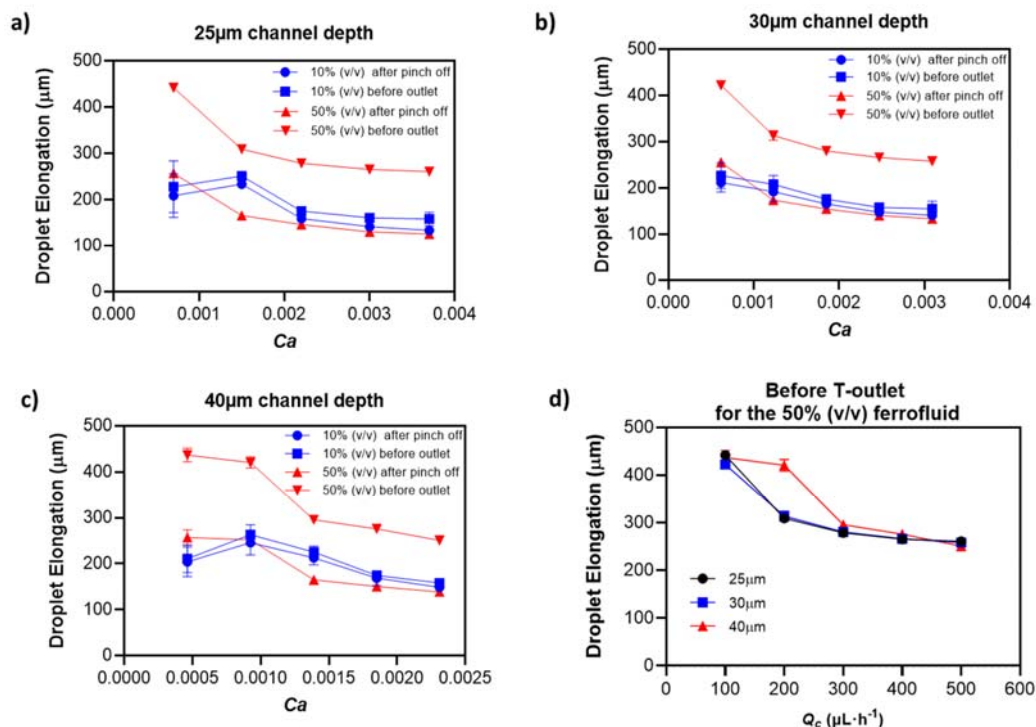 a)
25μm channel depth
500
400
300
200
100
0
Droplet Elongation (μm)
10% (v/v)  after pinch off
10% (v/v) before outlet
50% (v/v) after pinch off
50% (v/v) before outlet
0.000
0.001
0.002
0.003
0.004
Ca
b)
30μm channel depth
500
400
300
200
100
0
Droplet Elongation (μm)
10% (v/v) after pinch off
10% (v/v) before outlet
50% (v/v) after pinch off
50% (v/v) before outlet
0.000
0.001
0.002
0.003
0.004
Ca
c)
40μm channel depth
500
400
300
200
100
0
Droplet Elongation (μm)
10% (v/v)  after pinch off
10% (v/v) before outlet
50% (v/v) after pinch off
50% (v/v) before outlet
0.0000
0.0005
0.0010
0.0015
0.0020
0.0025
Ca
d)
Before T-outlet
for the 50% (v/v) ferrofluid
500
400
300
200
100
0
Droplet Elongation (μm)
25μm
30μm
40μm
0
100
200
300
400
500
600
Qc (μL·h-1)